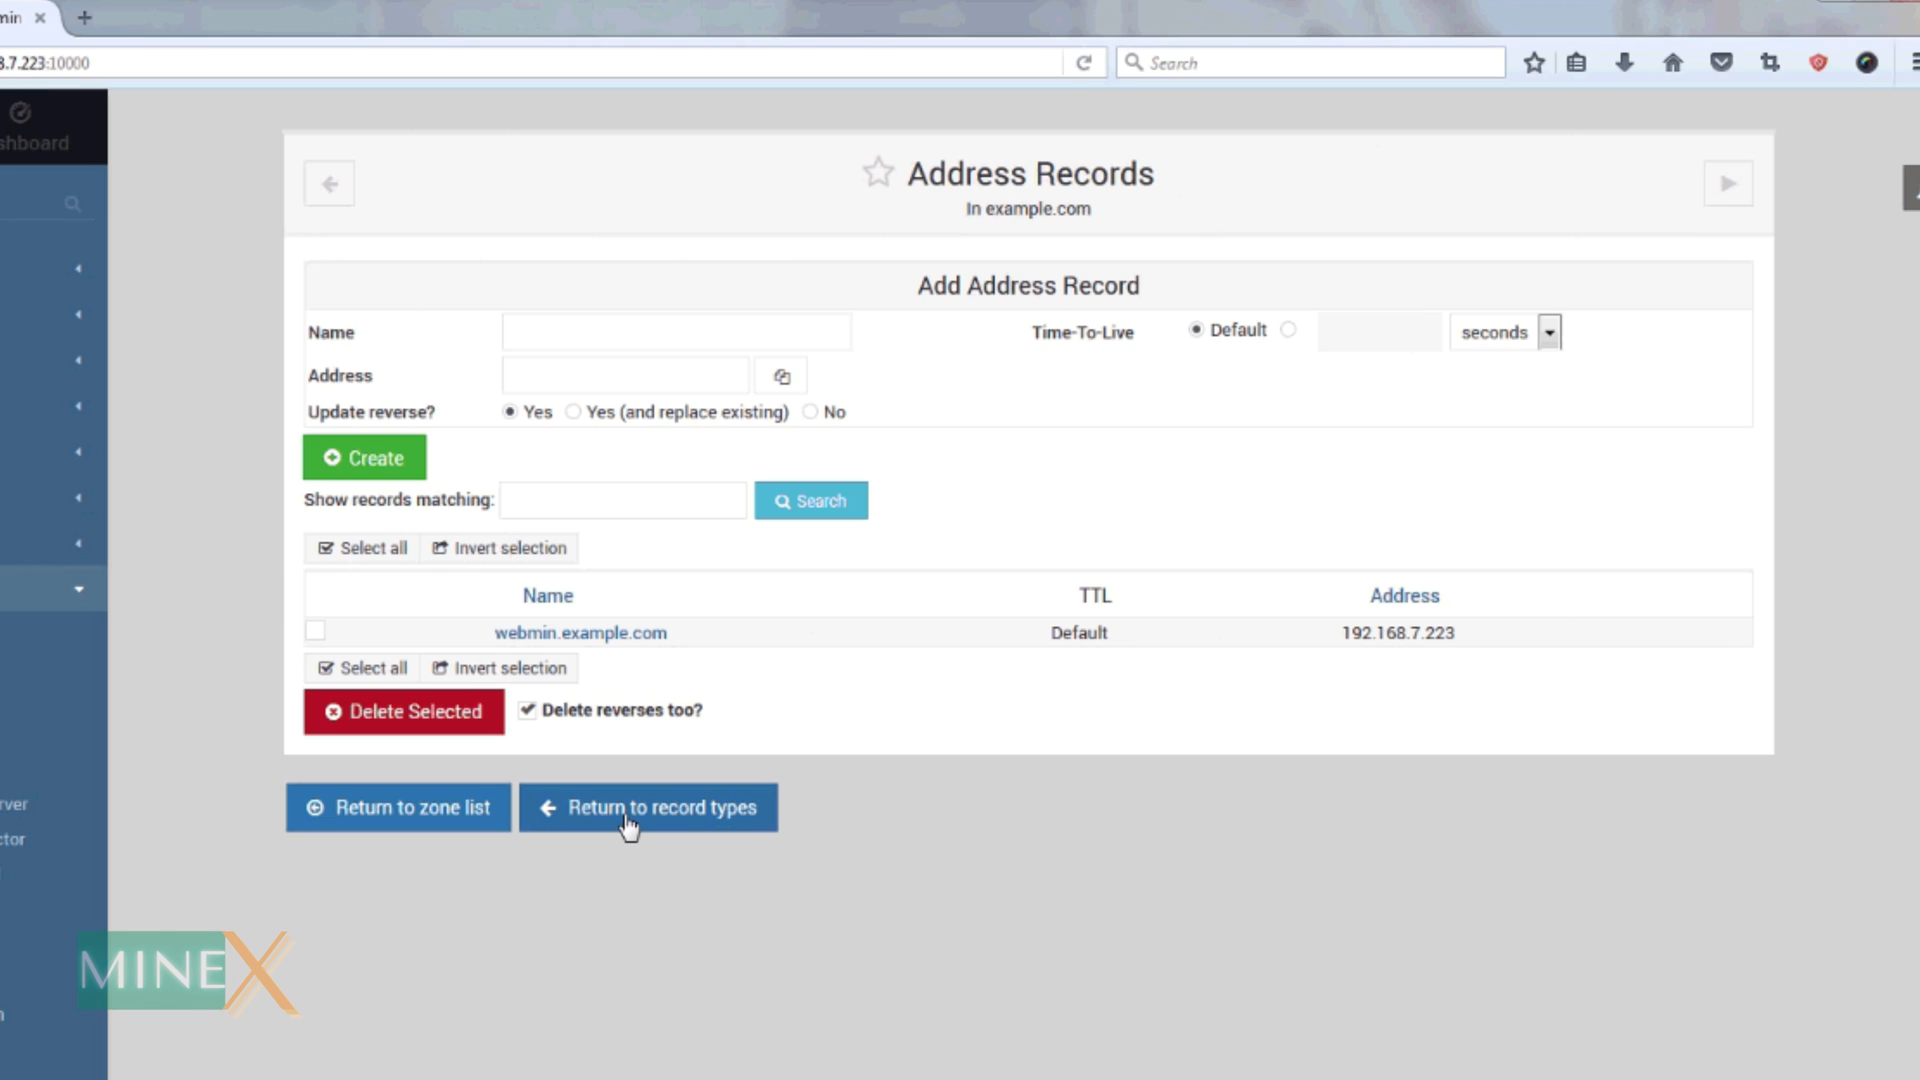 min
3.7.223:10000
Search
shboard
Address Records
In example.com
Add Address Record
Name
Time-To-Live
Default
seconds
Address
Update reverse?
Yes
Yes (and replace existing)
No
Create
Show records matching:
Search
Select all
Invert selection
Name
TTL
Address
webmin.example.com
Default
192.168.7.223
Select all
Invert selection
Delete Selected
Delete reverses too?
Return to zone list
Return to record types
rver
ctor
MINEX